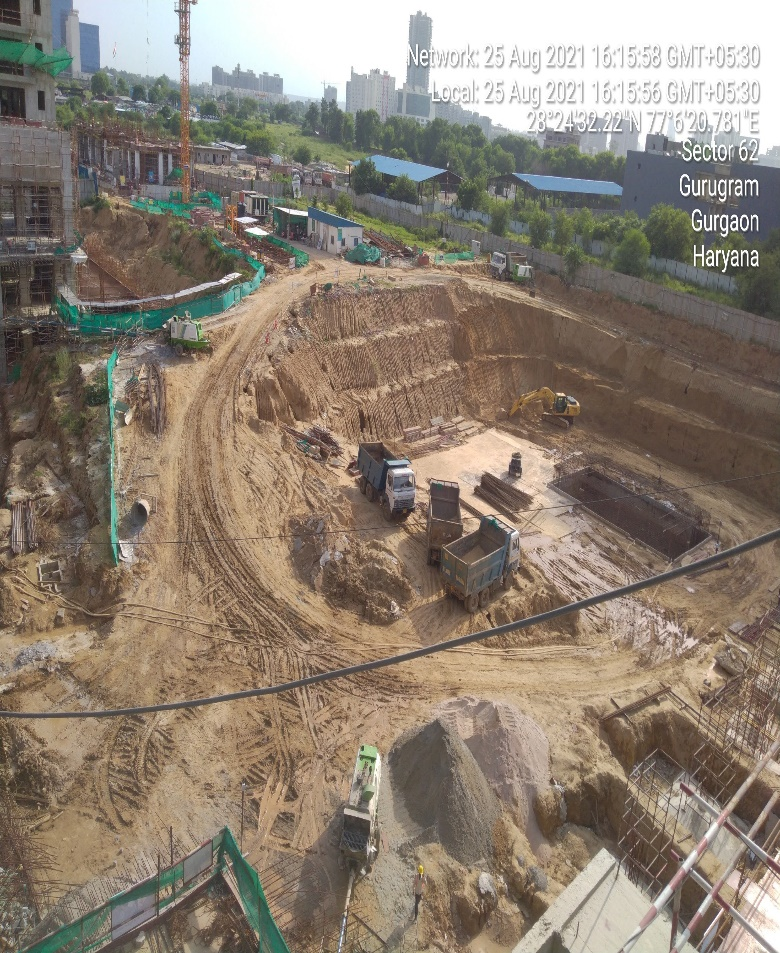 Network: 25 Aug 2021 16:15:58 GMT+05:30
Local: 25 Aug 2021 16:15:56 GMT+05:30
28°24'32.22"N 77°6'20.781"E
Sector 62
Gurugram
Gurgaon
Haryana